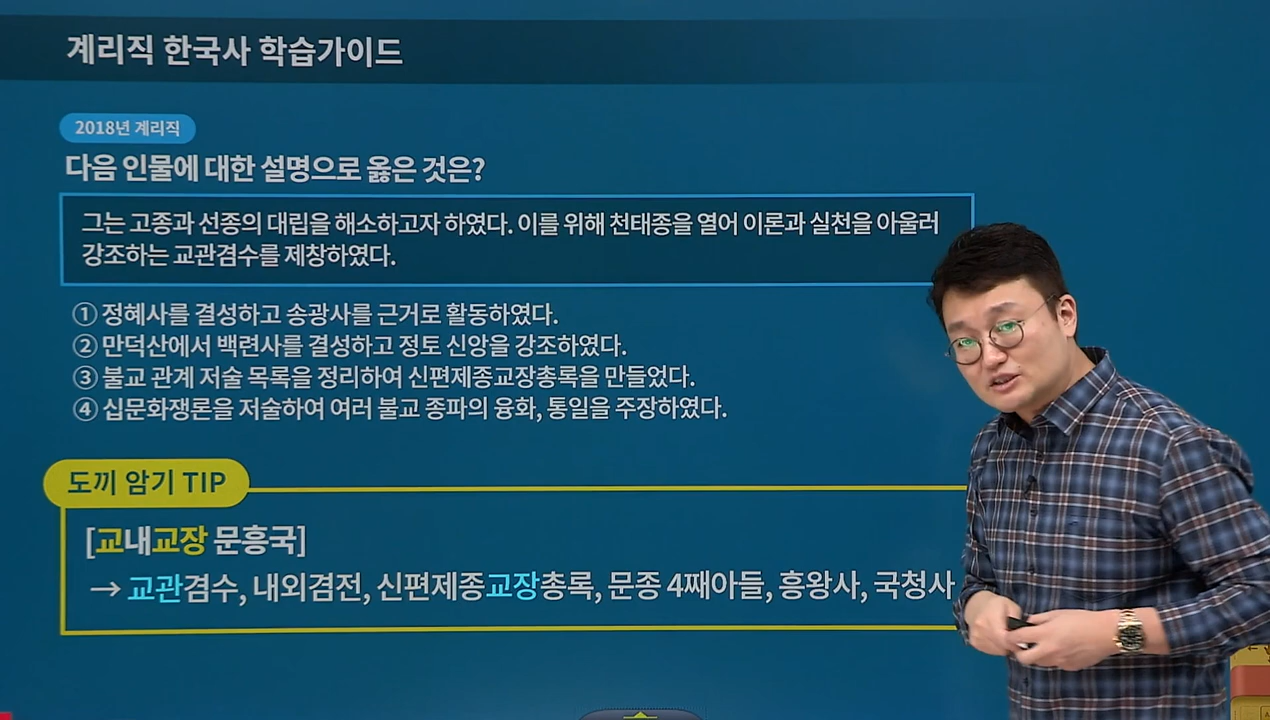 계리직 한국사 학습가이드
2018년 계리직
다음 인물에 대한 설명으로 옳은 것은?
그는 고종과 선종의 대립을 해소하고자 하였다. 이를 위해 천태종을 열어 이론과 실천을 아울러
강조하는 교관겸수를 제창하였다.
① 정혜사를 결성하고 송광사를 근거로 활동하였다.
② 만덕산에서 백련사를 결성하고 정토 신앙을 강조하였다.
③ 불교 관계 저술 목록을 정리하여 신편제종교장총록을 만들었다.
④ 십문화쟁론을 저술하여 여러 불교 종파의 융화, 통일을 주장하였다.
도끼 암기 TIP
[교내교장 문흥국]
→ 교관겸수, 내외겸전, 신편제종교장총록, 문종 4째아들, 흥왕사, 국청사